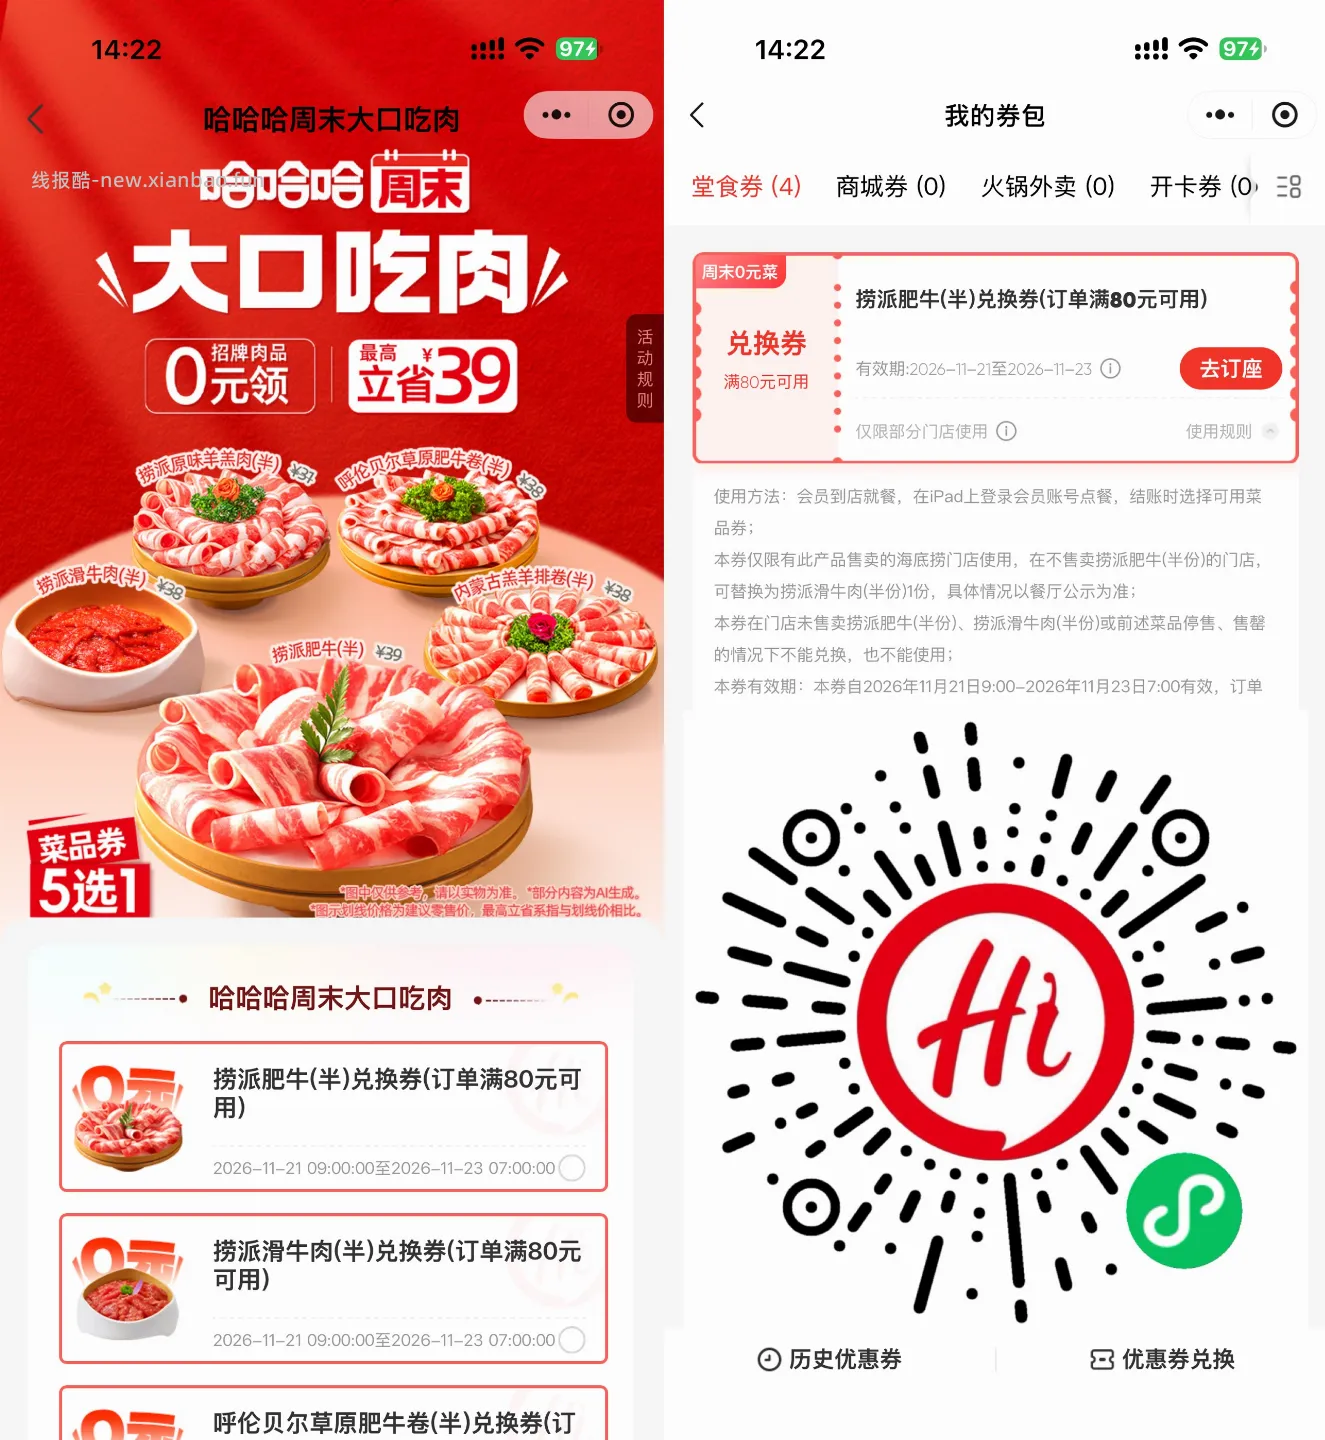 14:22
97
哈哈哈周末大口吃肉
线报酷-new.xianbao.fun
哈哈哈周末
大口吃肉
0元领
招牌肉品
最高
立省¥39
活动规则
捞派原味羊羔肉(半) ¥37
呼伦贝尔草原肥牛卷(半) ¥38
捞派滑牛肉(半) ¥38
内蒙古羔羊排卷(半) ¥38
捞派肥牛(半) ¥39
菜品券
5选1
*图中仅供参考，请以实物为准。 *部分内容为AI生成。
*图示划线价格为建议零售价，最高立省系指与划线价相比。
哈哈哈周末大口吃肉
0元
捞派肥牛(半)兑换券(订单满80元可
用)
2026-11-21 09:00:00至2026-11-23 07:00:00
0元
捞派滑牛肉(半)兑换券(订单满80元
可用)
2026-11-21 09:00:00至2026-11-23 07:00:00
0元
呼伦贝尔草原肥牛卷(半)兑换券(订
14:22
97
我的券包
堂食券 (4)
商城券 (0)
火锅外卖 (0)
开卡券 (0
周末0元菜
兑换券
满80元可用
捞派肥牛(半)兑换券(订单满80元可用)
有效期:2026-11-21至2026-11-23
去订座
仅限部分门店使用
使用规则
使用方法：会员到店就餐，在iPad上登录会员账号点餐，结账时选择可用菜
品券；
本券仅限有此产品售卖的海底捞门店使用，在不售卖捞派肥牛(半份)的门店，
可替换为捞派滑牛肉(半份)1份，具体情况以餐厅公示为准；
本券在门店未售卖捞派肥牛(半份)、捞派滑牛肉(半份)或前述菜品停售、售罄
的情况下不能兑换，也不能使用；
本券有效期：本券自2026年11月21日9:00-2026年11月23日7:00有效，订单
Hi
历史优惠券
优惠券兑换